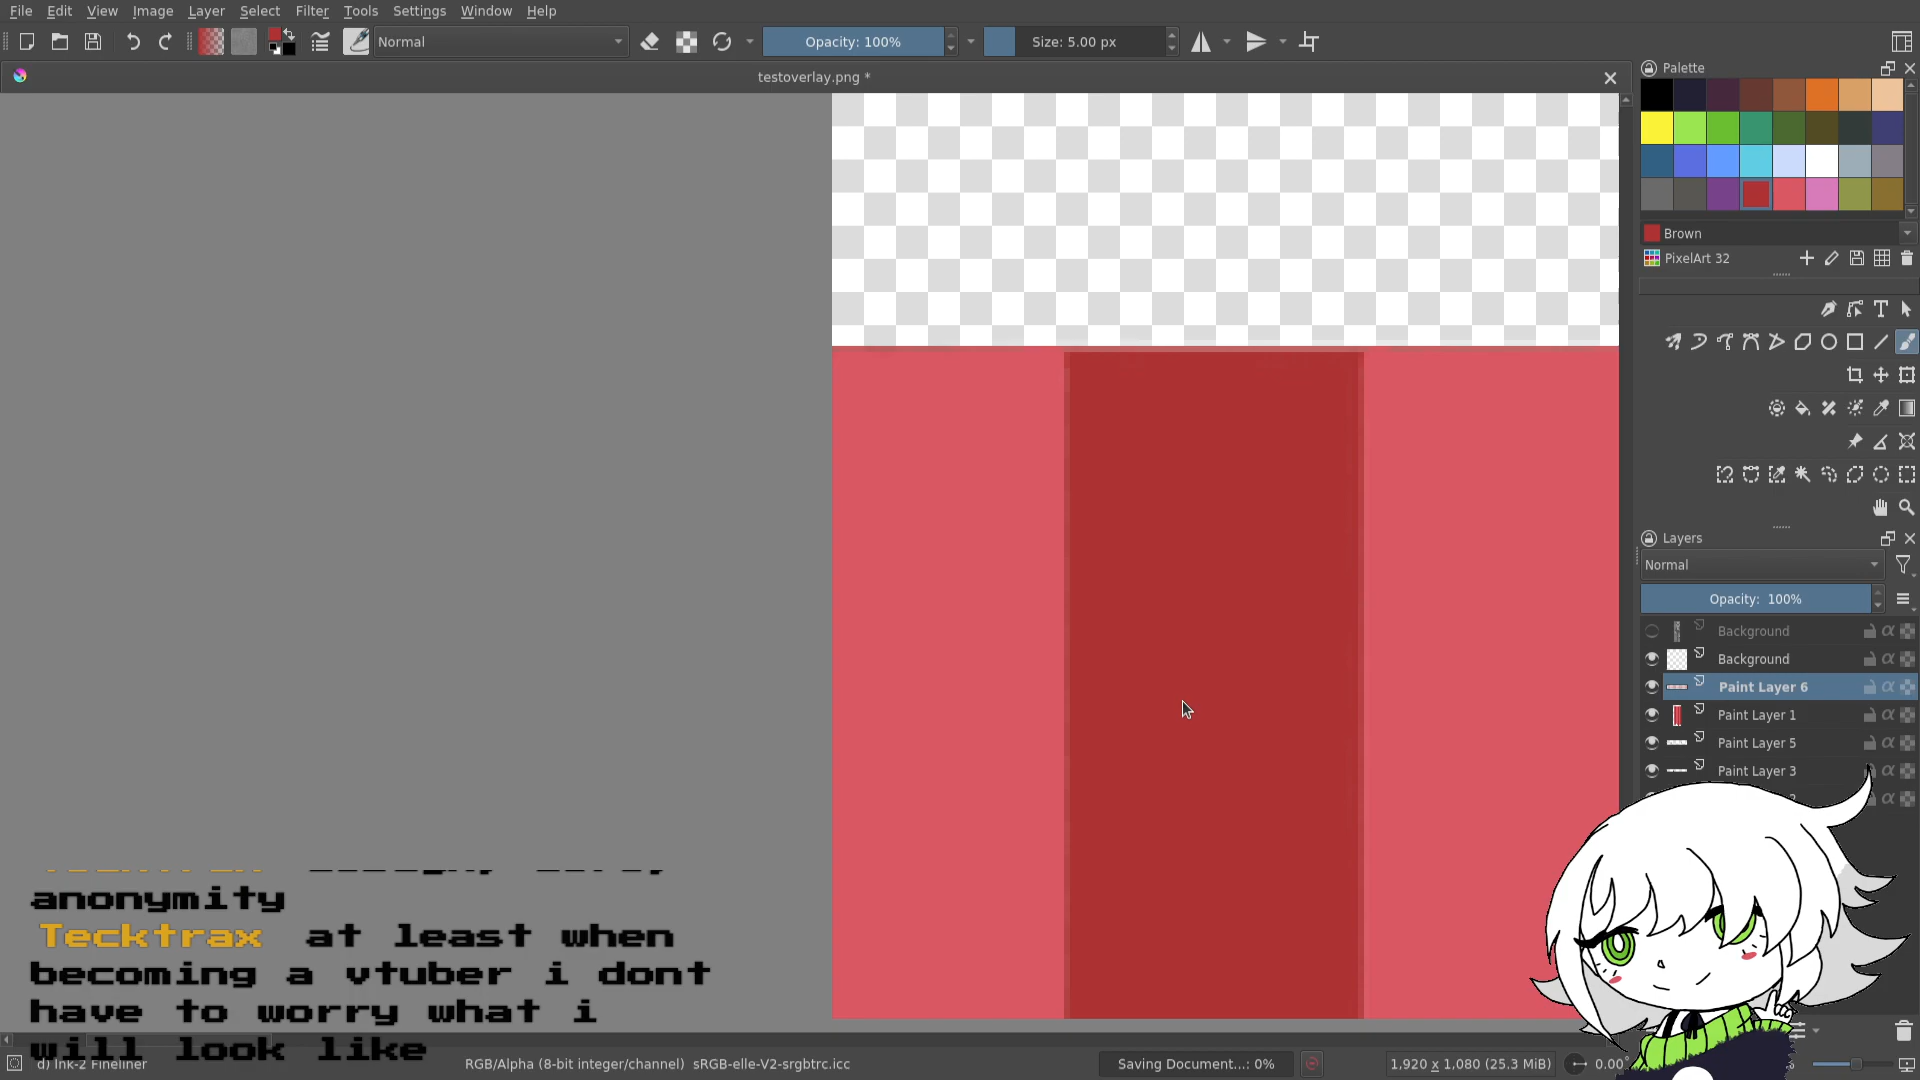 File Edit View Image Layer Select Filter Tools Settings Window Help
Normal Opacity: 100% Size: 5.00 px
testoverlay.png *
Palette
Brown
PixelArt 32
Layers
Normal
Opacity: 100%
Background
Background
Paint Layer 6
Paint Layer 1
Paint Layer 5
Paint Layer 3
anonymity
Tecktrax at least when
becoming a vtuber i dont
have to worry what i
will look like
d) Ink-2 Fineliner
RGB/Alpha (8-bit integer/channel) sRGB-elle-V2-srgbtrc.icc
Saving Document...: 0%
1,920 x 1,080 (25.3 MiB)
0.00